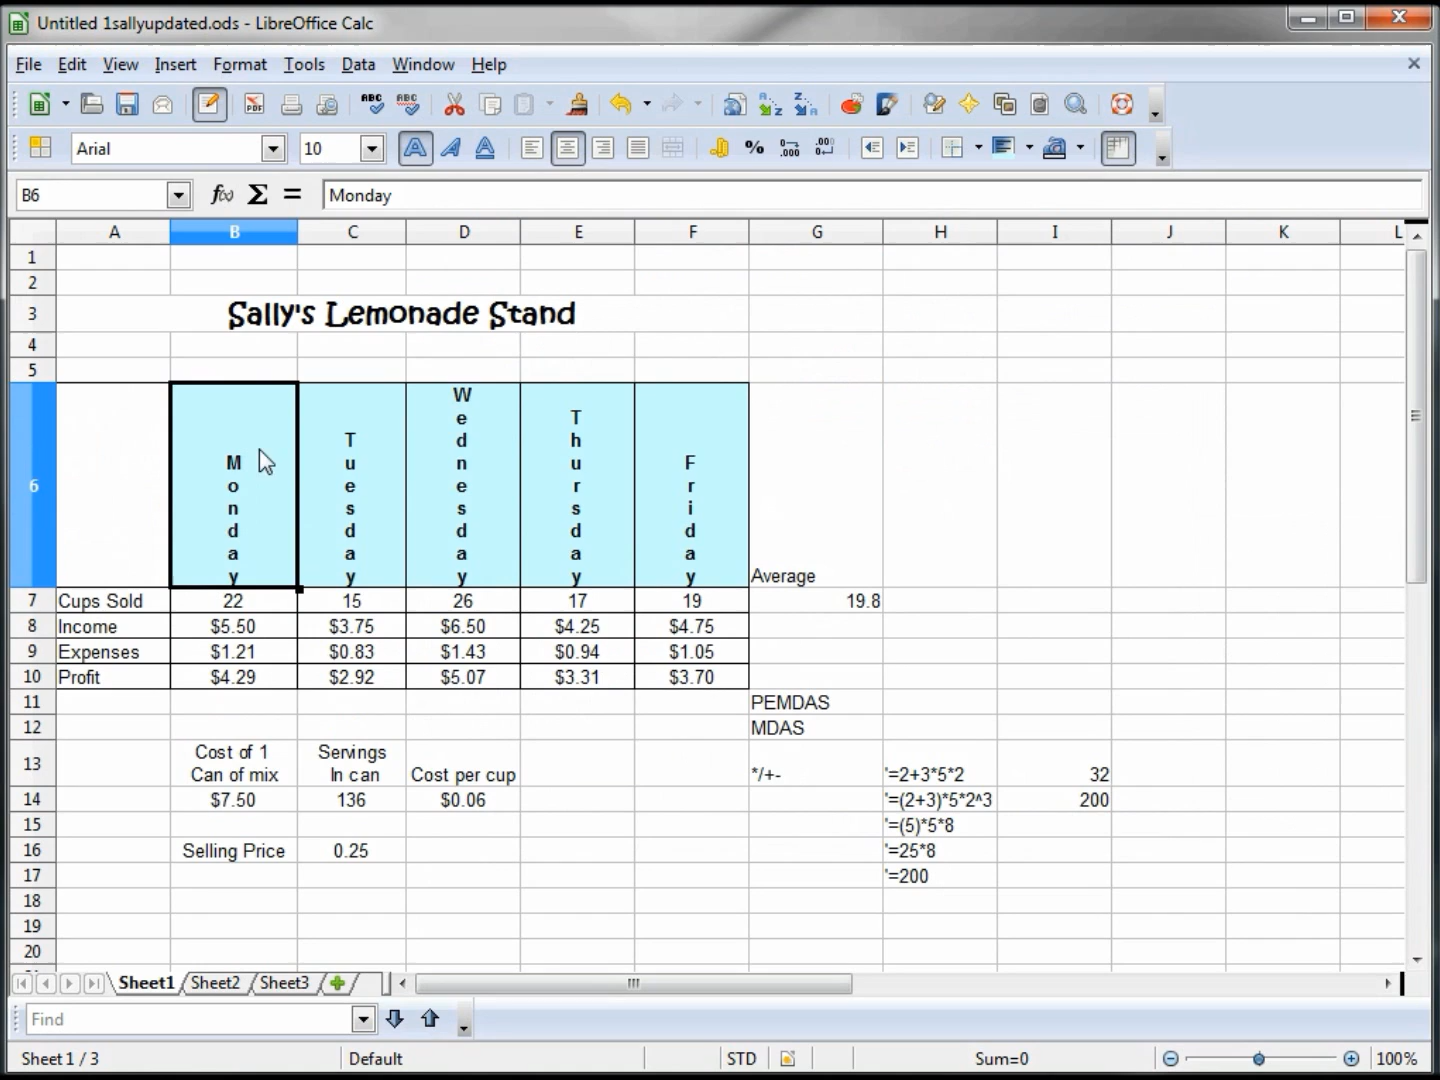 Untitled 1sallyupdated.ods - LibreOffice Calc
File Edit View Insert Format Tools Data Window Help
Arial 10
B6 Monday
A B C D E F G H I J K L
1
2
3 Sally's Lemonade Stand
4
5
6 Monday Tuesday Wednesday Thursday Friday Average
7 Cups Sold 22 15 26 17 19 19.8
8 Income $5.50 $3.75 $6.50 $4.25 $4.75
9 Expenses $1.21 $0.83 $1.43 $0.94 $1.05
10 Profit $4.29 $2.92 $5.07 $3.31 $3.70
11 PEMDAS
12 MDAS
Cost of 1 Servings
13 Can of mix In can Cost per cup */+- '=2+3*5*2 32
14 $7.50 136 $0.06 '=(2+3)*5*2^3 200
15 '=(5)*5*8
16 Selling Price 0.25 '=25*8
17 '=200
18
19
20
Sheet1 Sheet2 Sheet3
Find
Sheet 1 / 3 Default STD Sum=0 100%